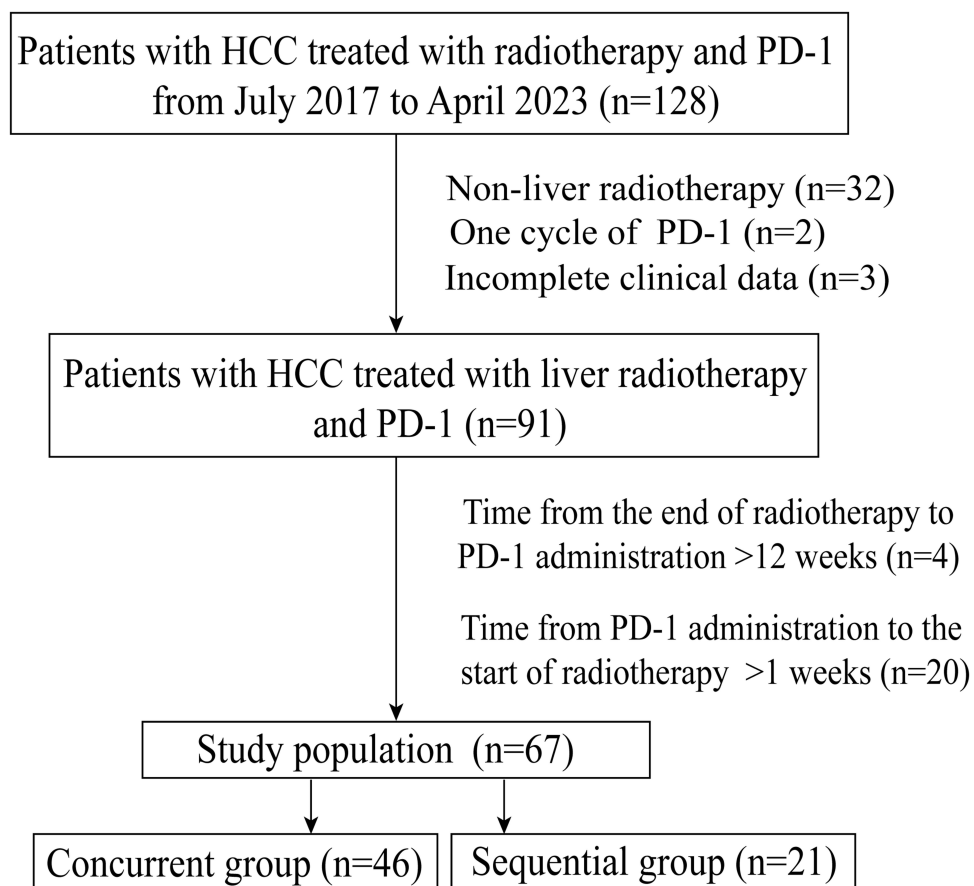 Patients with HCC treated with radiotherapy and PD-1
from July 2017 to April 2023 (n=128)
Non-liver radiotherapy (n=32)
One cycle of PD-1 (n=2)
Incomplete clinical data (n=3)
Patients with HCC treated with liver radiotherapy
and PD-1 (n=91)
Time from the end of radiotherapy to
PD-1 administration >12 weeks (n=4)
Time from PD-1 administration to the
start of radiotherapy >1 weeks (n=20)
Study population (n=67)
Concurrent group (n=46)
Sequential group (n=21)